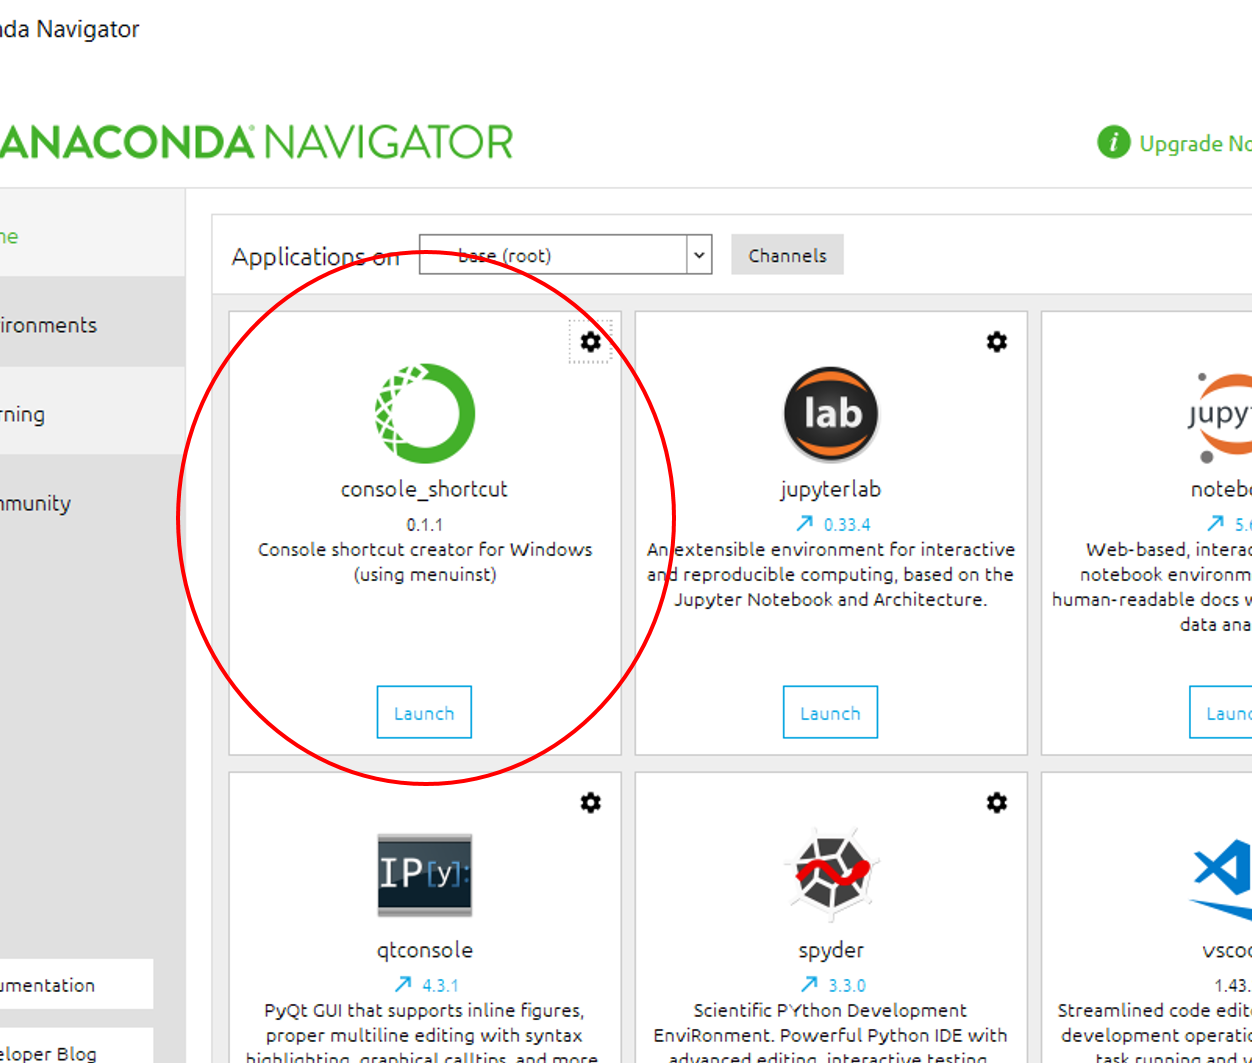 nda Navigator
ANACONDA NAVIGATOR
i Upgrade No
ne
Applications on base (root) Channels
ironments
rning
mmunity
console_shortcut
0.1.1
Console shortcut creator for Windows
(using menuinst)
Launch
lab
jupyterlab
0.33.4
An extensible environment for interactive
and reproducible computing, based on the
Jupyter Notebook and Architecture.
Launch
jupyt
notebo
5.6
Web-based, interac
notebook environm
human-readable docs w
data ana
Launc
IP[y]:
qtconsole
4.3.1
PyQt GUI that supports inline figures,
proper multiline editing with syntax
highlighting, graphical calltips, and more.
spyder
3.3.0
Scientific PYthon Development
EnviRonment. Powerful Python IDE with
advanced editing, interactive testing,
vscod
1.43.
Streamlined code edito
development operatio
task running and v
umentation
eloper Blog